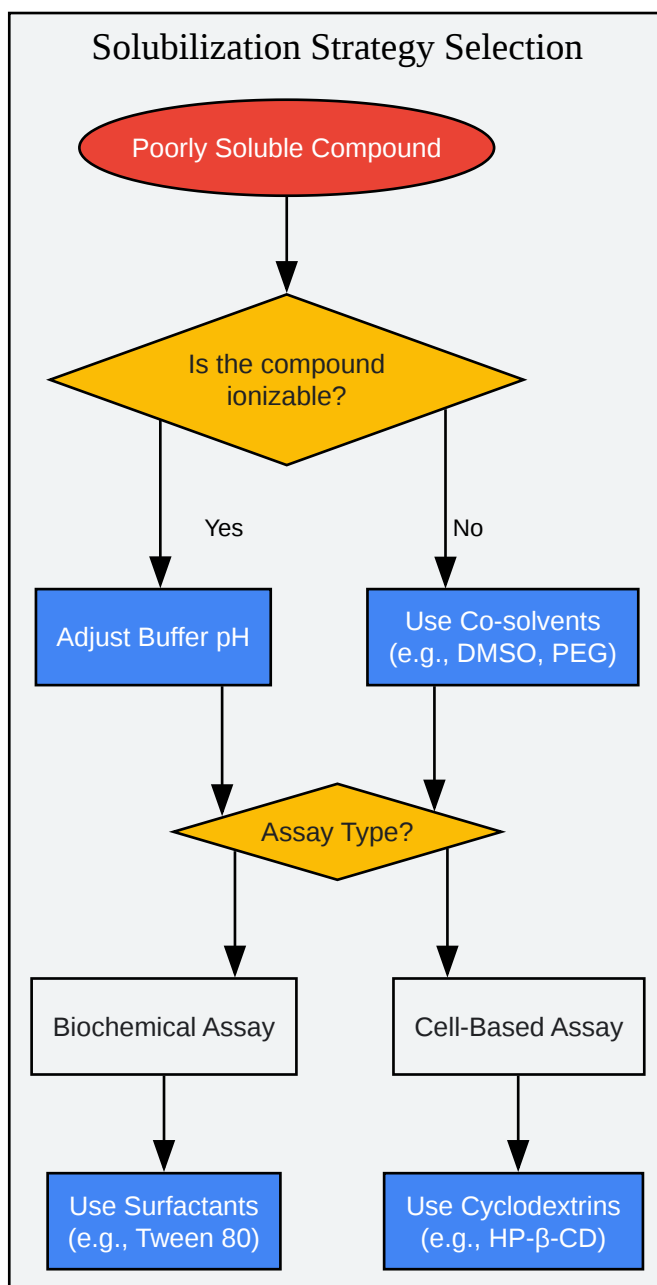 Solubilization Strategy Selection
Poorly Soluble Compound
Is the compound
ionizable?
Yes
No
Adjust Buffer pH
Use Co-solvents
(e.g., DMSO, PEG)
Assay Type?
Biochemical Assay
Cell-Based Assay
Use Surfactants
(e.g., Tween 80)
Use Cyclodextrins
(e.g., HP-β-CD)